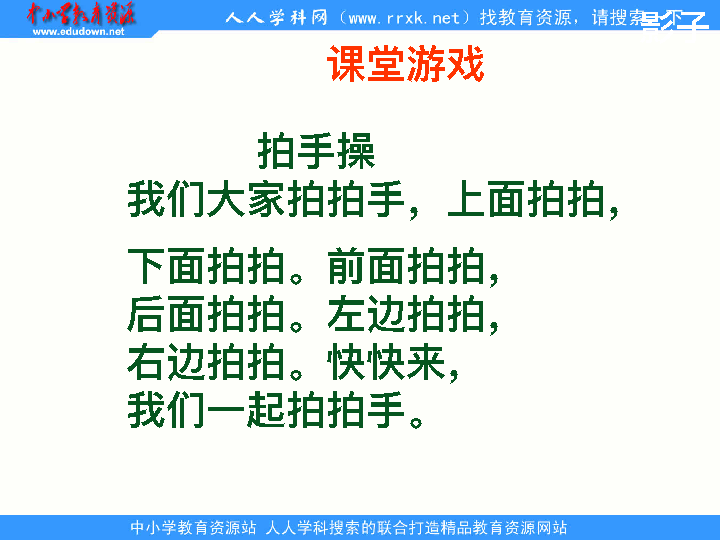 中小学教育资源
www.edudown.net
人人学科网（www.rrxk.net）找教育资源，请搜索
影子
课堂游戏
拍手操
我们大家拍拍手，上面拍拍，
下面拍拍。前面拍拍，
后面拍拍。左边拍拍，
右边拍拍。快快来，
我们一起拍拍手。
中小学教育资源站 人人学科搜索的联合打造精品教育资源网站